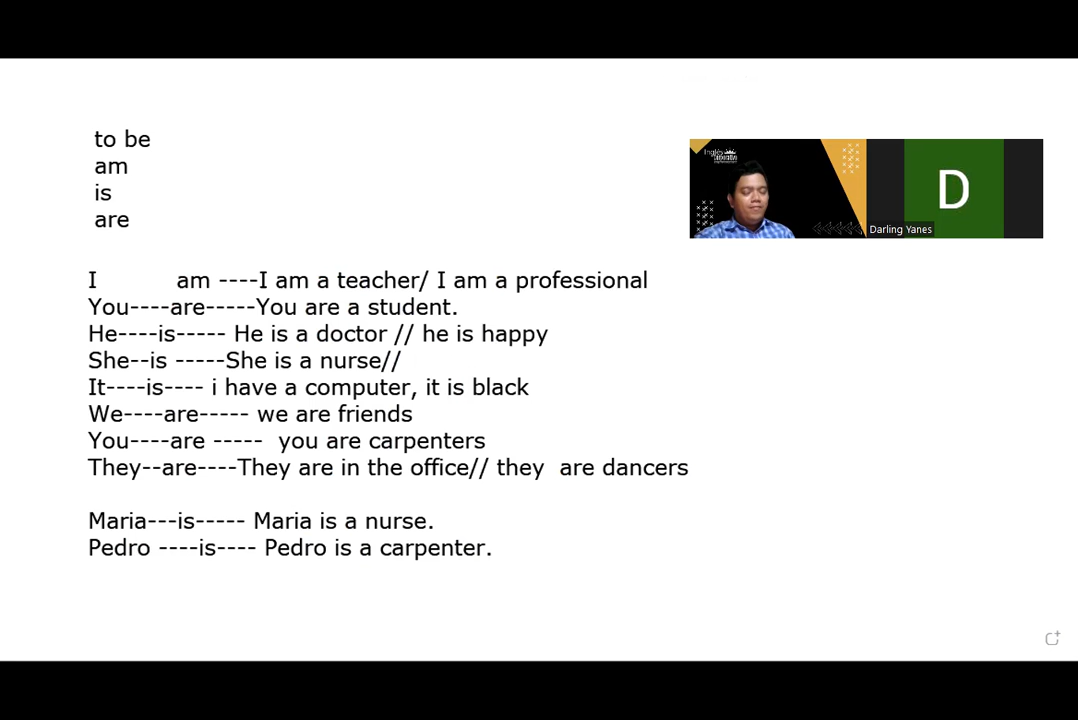 to be
am
is
are
I am ----I am a teacher/ I am a professional
You----are-----You are a student.
He----is----- He is a doctor // he is happy
She--is -----She is a nurse//
It----is---- i have a computer, it is black
We----are----- we are friends
You----are ----- you are carpenters
They--are----They are in the office// they are dancers
Maria---is----- Maria is a nurse.
Pedro ----is---- Pedro is a carpenter.
Inglés
Corporativo
D
Darling Yanes